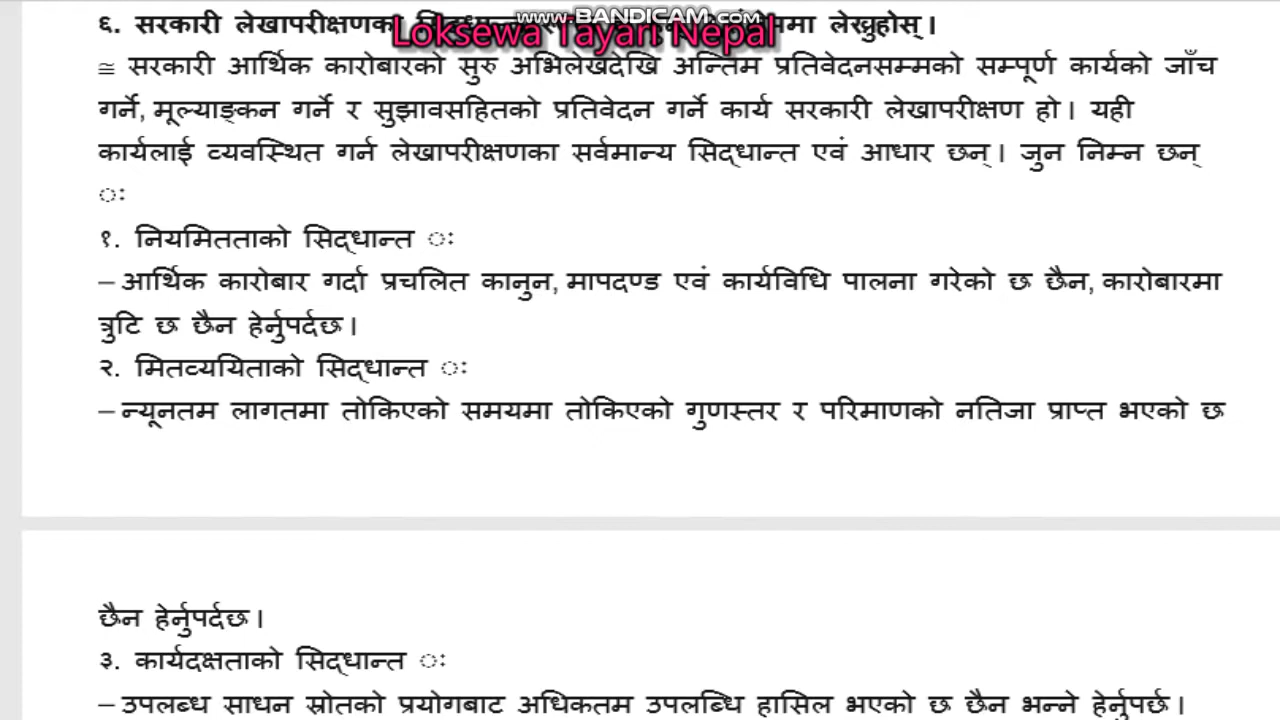 www.BANDICAM.com
Loksewa Tayari Nepal
६. सरकारी लेखापरीक्षणका लेख्नुहोस् ।
≅ सरकारी आर्थिक कारोबारको सुरु अभिलेखदेखि अन्तिम प्रतिवेदनसम्मको सम्पूर्ण कार्यको जाँच
गर्ने, मूल्याङ्कन गर्ने र सुझावसहितको प्रतिवेदन गर्ने कार्य सरकारी लेखापरीक्षण हो । यही
कार्यलाई व्यवस्थित गर्न लेखापरीक्षणका सर्वमान्य सिद्धान्त एवं आधार छन् । जुन निम्न छन्
ः
१. नियमितताको सिद्धान्त ः
– आर्थिक कारोबार गर्दा प्रचलित कानुन, मापदण्ड एवं कार्यविधि पालना गरेको छ छैन, कारोबारमा
त्रुटि छ छैन हेर्नुपर्दछ ।
२. मितव्ययिताको सिद्धान्त ः
– न्यूनतम लागतमा तोकिएको समयमा तोकिएको गुणस्तर र परिमाणको नतिजा प्राप्त भएको छ
छैन हेर्नुपर्दछ ।
३. कार्यदक्षताको सिद्धान्त ः
– उपलब्ध साधन स्रोतको प्रयोगबाट अधिकतम उपलब्धि हासिल भएको छ छैन भन्ने हेर्नुपर्छ ।